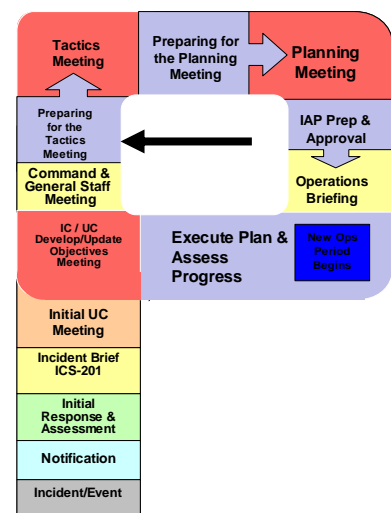 Tactics
Meeting
Preparing for
the Planning
Meeting
Planning
Meeting
Preparing
for the
Tactics
Meeting
IAP Prep &
Approval
Command &
General Staff
Meeting
Operations
Briefing
IC / UC
Develop/Update
Objectives
Meeting
Execute Plan &
Assess
Progress
New Ops
Period
Begins
Initial UC
Meeting
Incident Brief
ICS-201
Initial
Response &
Assessment
Notification
Incident/Event